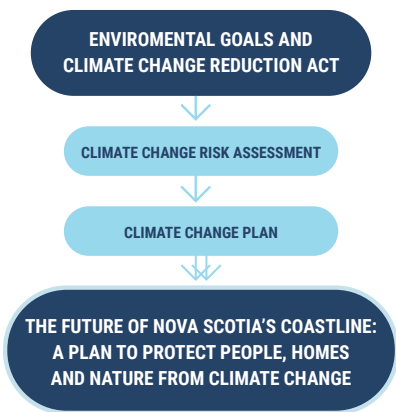 ENVIROMENTAL GOALS AND
CLIMATE CHANGE REDUCTION ACT
CLIMATE CHANGE RISK ASSESSMENT
CLIMATE CHANGE PLAN
THE FUTURE OF NOVA SCOTIA'S COASTLINE:
A PLAN TO PROTECT PEOPLE, HOMES
AND NATURE FROM CLIMATE CHANGE